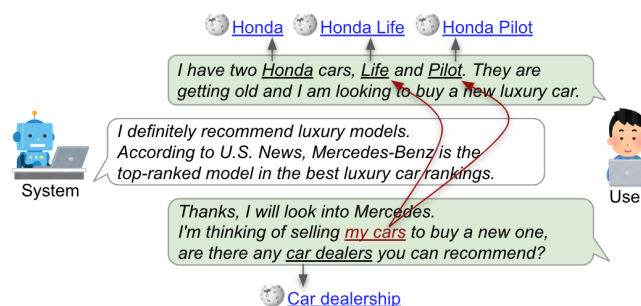 Honda Honda Life Honda Pilot
I have two Honda cars, Life and Pilot. They are
getting old and I am looking to buy a new luxury car.
I definitely recommend luxury models.
According to U.S. News, Mercedes-Benz is the
top-ranked model in the best luxury car rankings.
System
Use
Thanks, I will look into Mercedes.
I'm thinking of selling my cars to buy a new one,
are there any car dealers you can recommend?
Car dealership